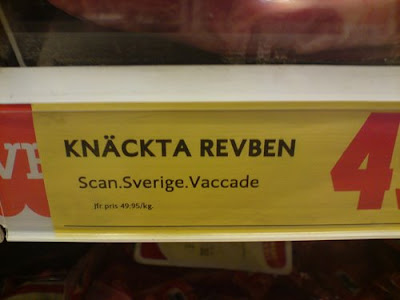 KNÄCKTA REVBEN
Scan.Sverige.Vaccade
jfr pris 49:95/kg.